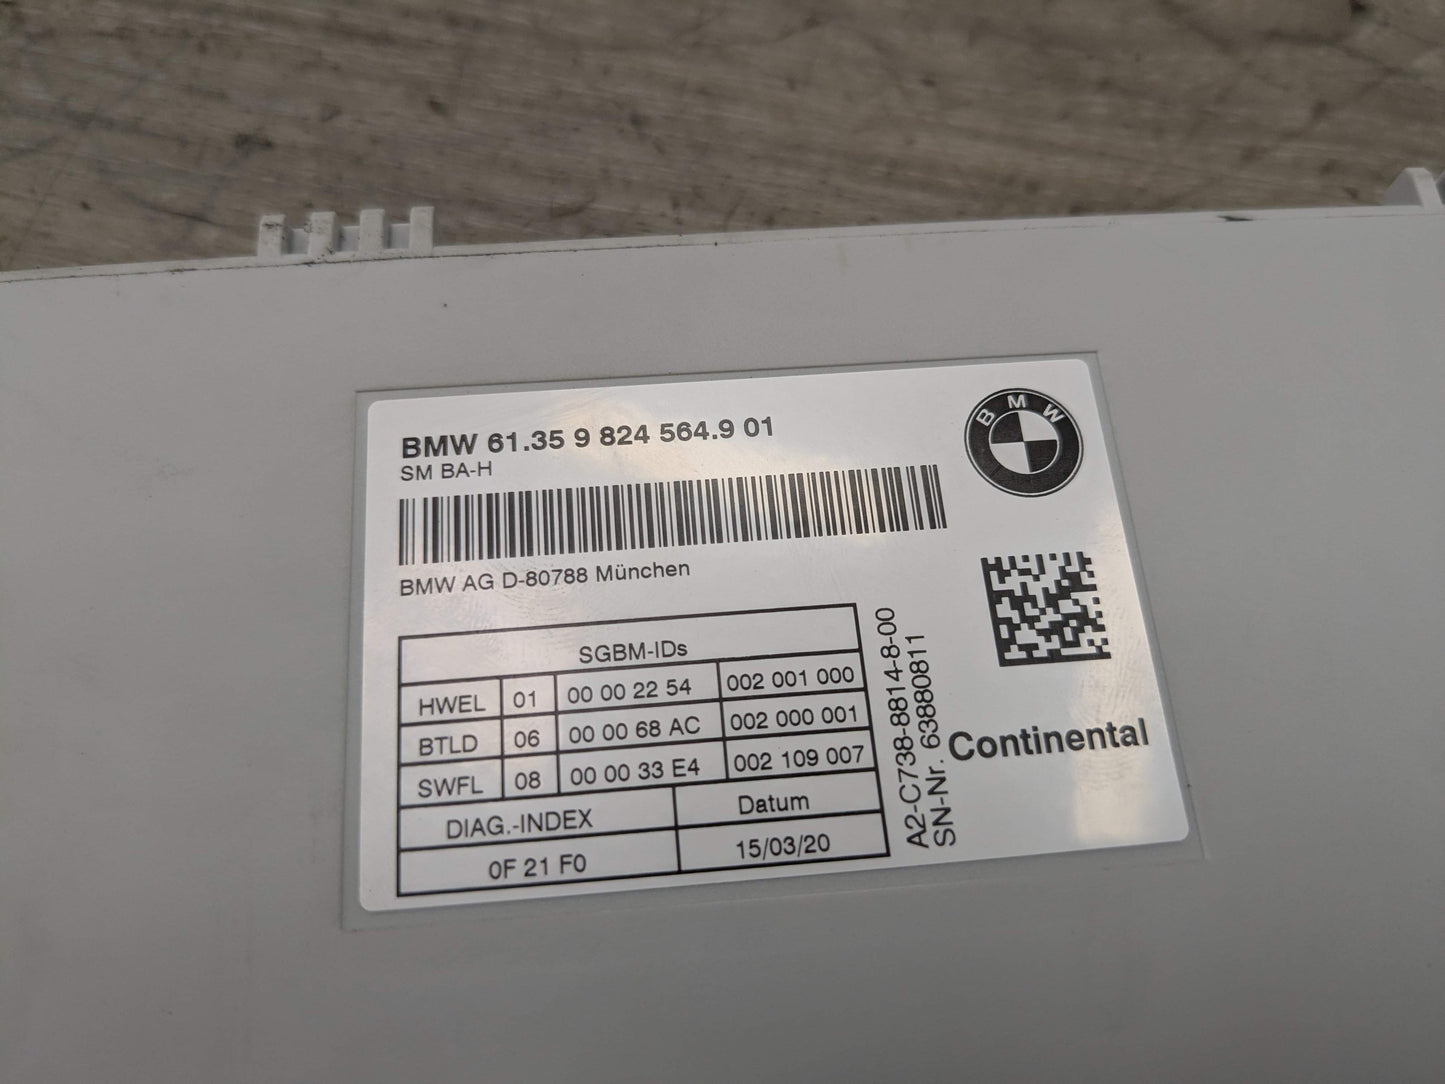 BMW 61.35 9 824 564.9 01
SM BA-H
BMW
BMW AG D-80788 München
SGBM-IDs
HWEL 01 00 00 22 54 002 001 000
BTLD 06 00 00 68 AC 002 000 001
SWFL 08 00 00 33 E4 002 109 007
DIAG.-INDEX Datum
0F 21 F0 15/03/20
A2-C738-8814-8-00
SN-Nr. 63880811
Continental